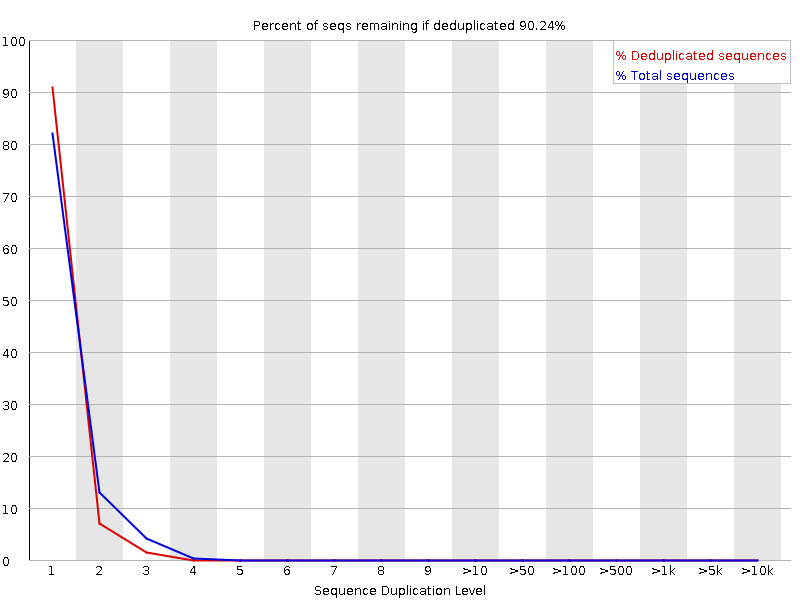 Percent of seqs remaining if deduplicated 90.24%
% Deduplicated sequences
% Total sequences
100
90
80
70
60
50
40
30
20
10
0
1 2 3 4 5 6 7 8 9 >10 >50 >100 >500 >1k >5k >10k
Sequence Duplication Level